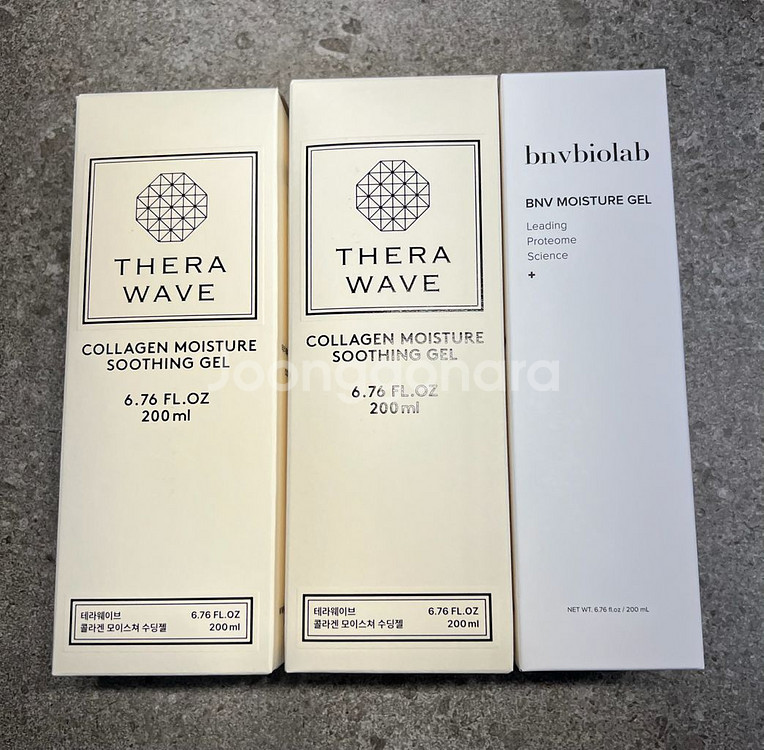 THERA
WAVE
COLLAGEN MOISTURE
SOOTHING GEL
6.76 FL.OZ
200ml
테라웨이브 6.76 FL.OZ
콜라겐 모이스쳐 수딩젤 200ml
THERA
WAVE
COLLAGEN MOISTURE
SOOTHING GEL
6.76 FL.OZ
200ml
테라웨이브 6.76 FL.OZ
콜라겐 모이스쳐 수딩젤 200ml
bnvbiolab
BNV MOISTURE GEL
Leading
Proteome
Science
+
NET WT. 6.76 fl.oz / 200 mL
Joonggonara